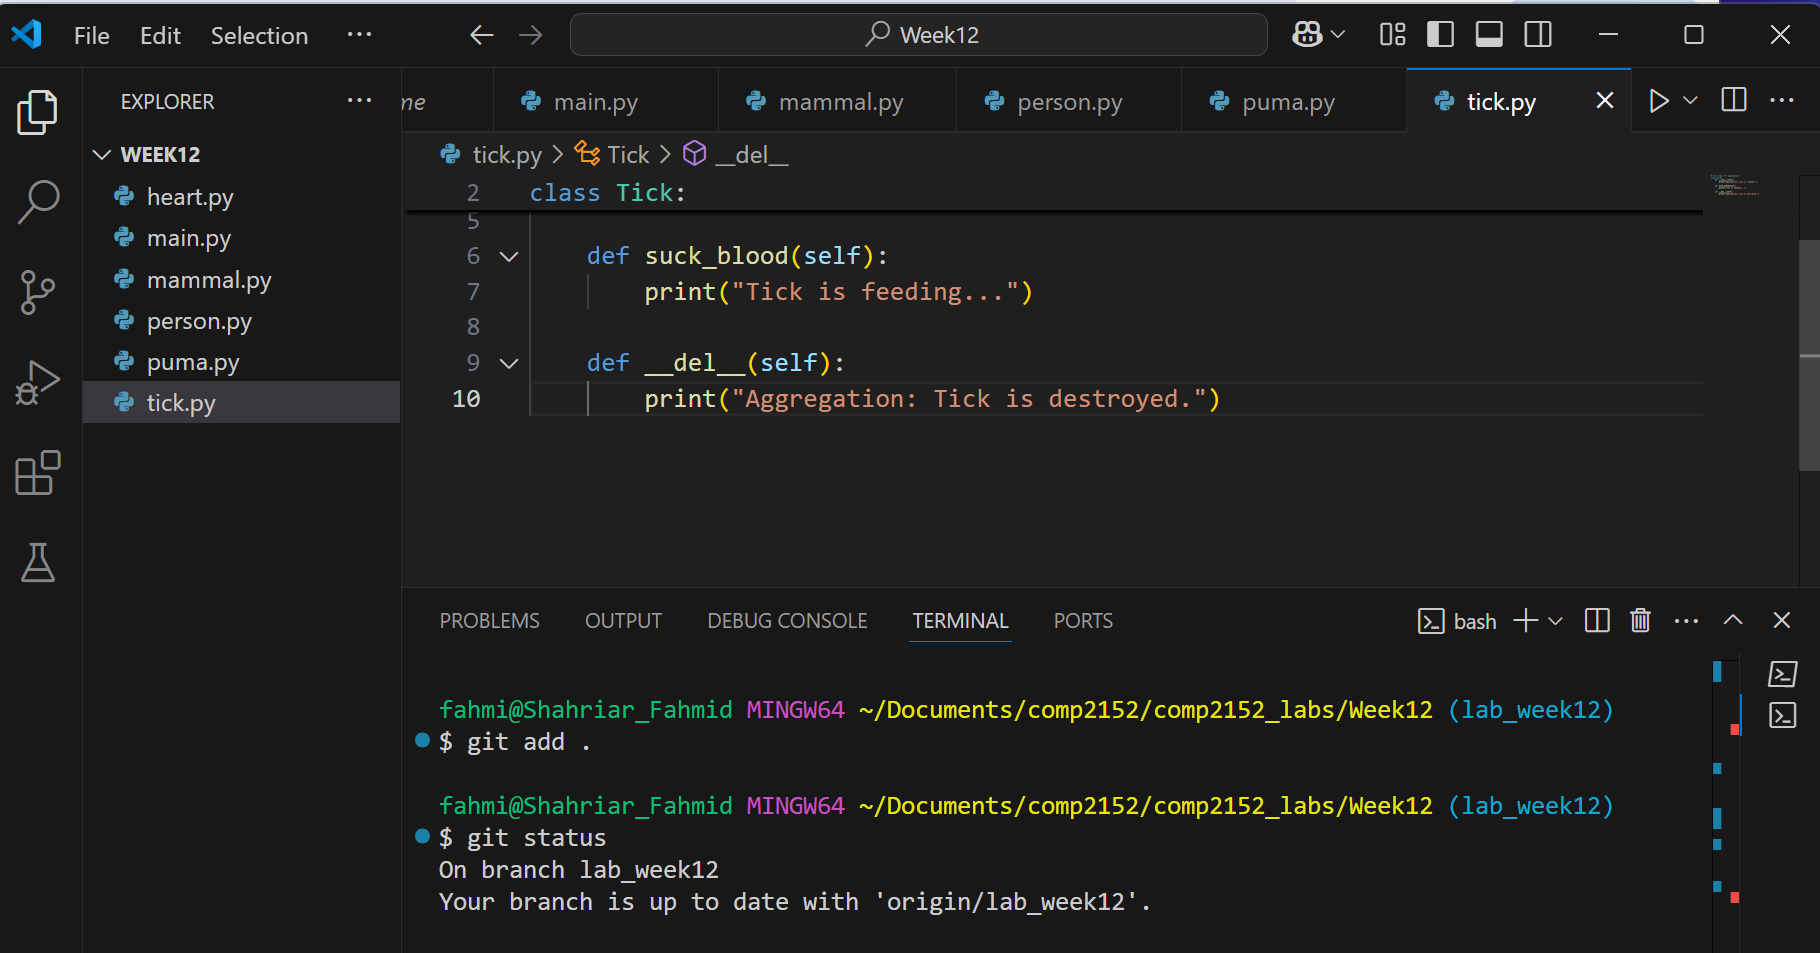 File Edit Selection ··· Week12
EXPLORER ···
WEEK12
heart.py
main.py
mammal.py
person.py
puma.py
tick.py
me main.py mammal.py person.py puma.py tick.py ···
tick.py > Tick > __del__
2 class Tick:
5
6 def suck_blood(self):
7 print("Tick is feeding...")
8
9 def __del__(self):
10 print("Aggregation: Tick is destroyed.")
PROBLEMS OUTPUT DEBUG CONSOLE TERMINAL PORTS bash ···
fahmi@Shahriar_Fahmid MINGW64 ~/Documents/comp2152/comp2152_labs/Week12 (lab_week12)
$ git add .
fahmi@Shahriar_Fahmid MINGW64 ~/Documents/comp2152/comp2152_labs/Week12 (lab_week12)
$ git status
On branch lab_week12
Your branch is up to date with 'origin/lab_week12'.